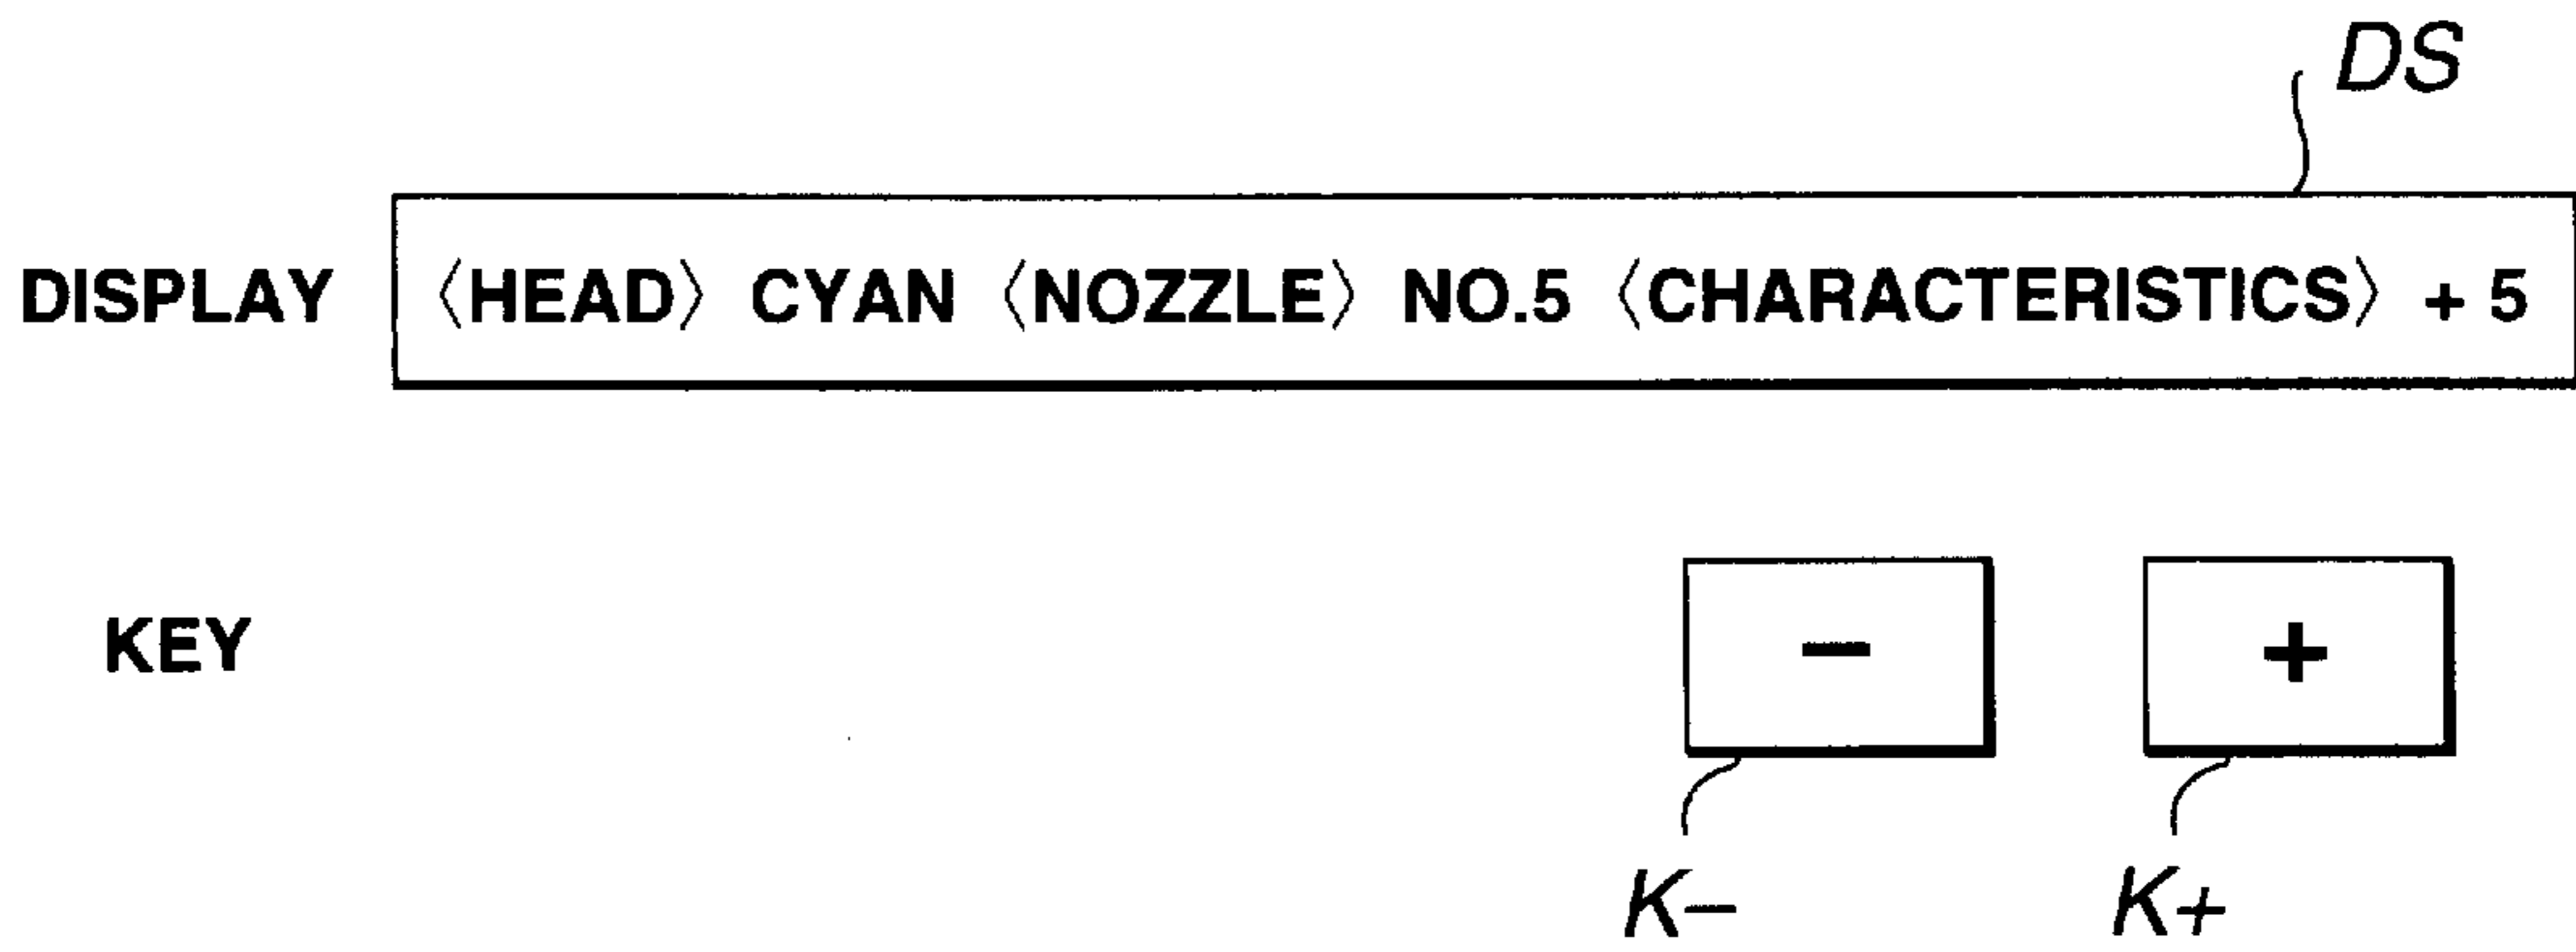 DS
DISPLAY 〈HEAD〉 CYAN 〈NOZZLE〉 NO.5 〈CHARACTERISTICS〉 + 5
KEY − +
K− K+